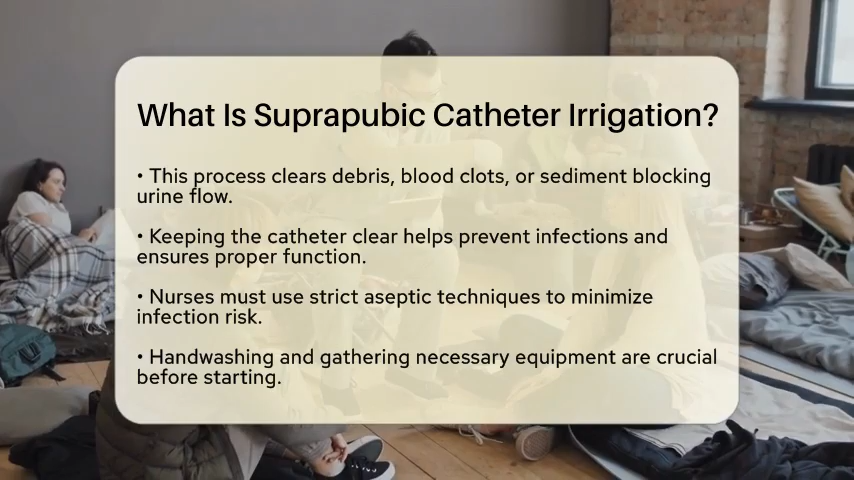 What Is Suprapubic Catheter Irrigation?
• This process clears debris, blood clots, or sediment blocking
urine flow.
• Keeping the catheter clear helps prevent infections and
ensures proper function.
• Nurses must use strict aseptic techniques to minimize
infection risk.
• Handwashing and gathering necessary equipment are crucial
before starting.